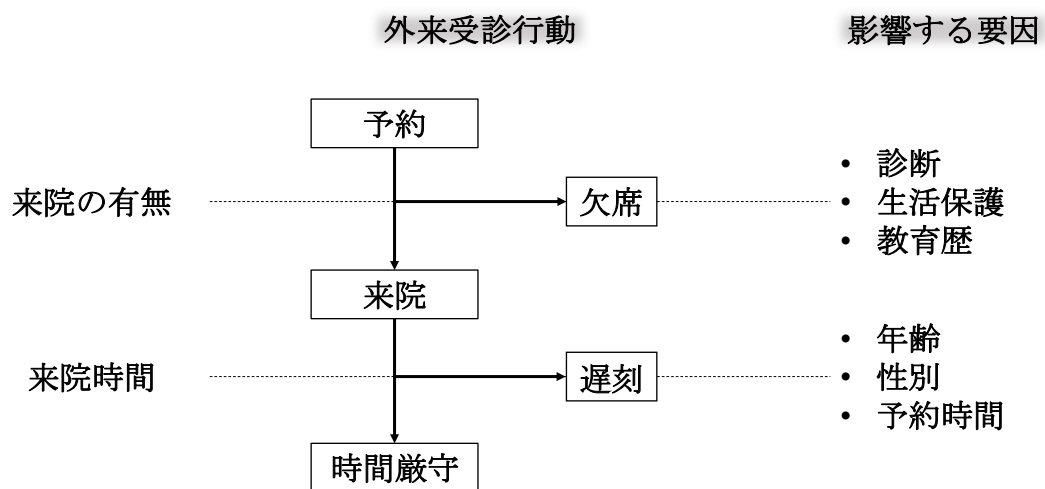 外来受診行動
影響する要因
予約
来院の有無
欠席
• 診断
• 生活保護
• 教育歴
来院
来院時間
遅刻
• 年齢
• 性別
• 予約時間
時間厳守